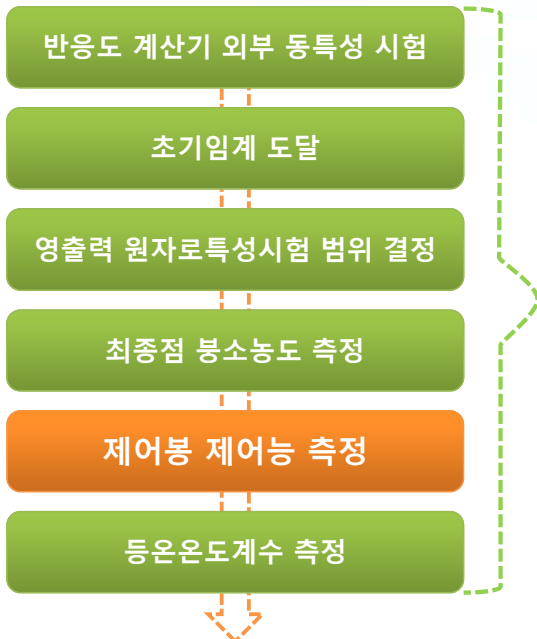 반응도 계산기 외부 동특성 시험
초기임계 도달
영출력 원자로특성시험 범위 결정
최종점 붕소농도 측정
제어봉 제어능 측정
등온온도계수 측정